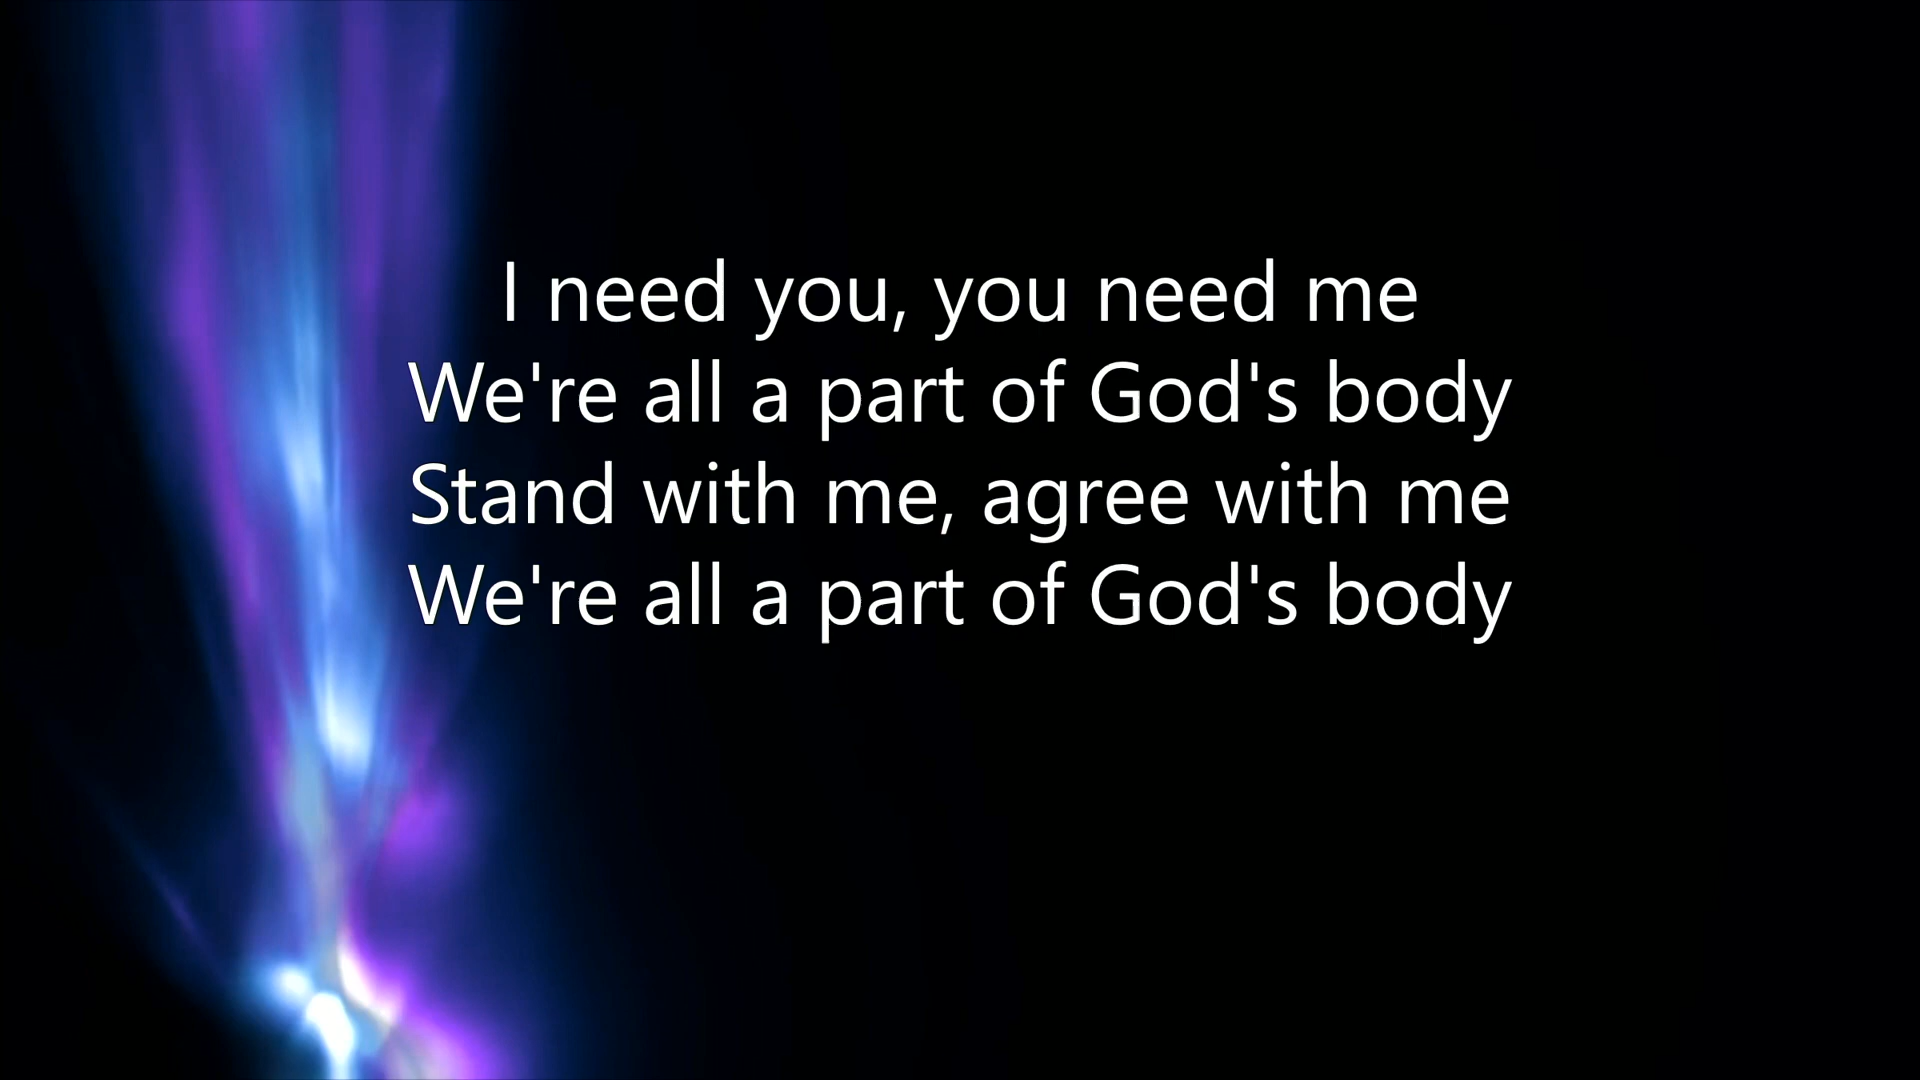 I need you, you need me
We're all a part of God's body
Stand with me, agree with me
We're all a part of God's body